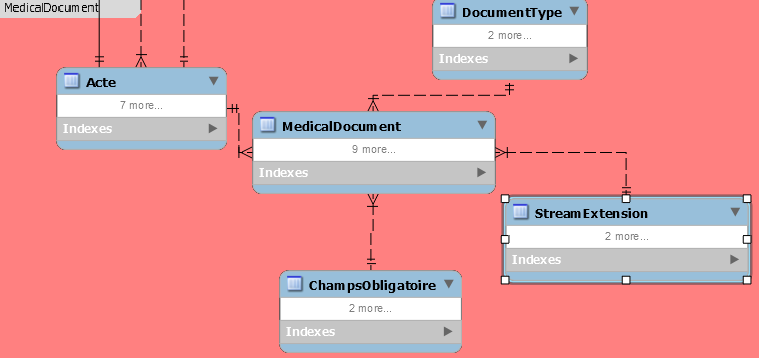 MedicalDocument
DocumentType
2 more...
Indexes
Acte
7 more...
Indexes
MedicalDocument
9 more...
Indexes
StreamExtension
2 more...
Indexes
ChampsObligatoire
2 more...
Indexes